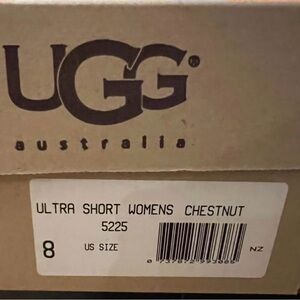 UGG®
australia
ULTRA SHORT WOMENS CHESTNUT
5225
8 US SIZE
NZ